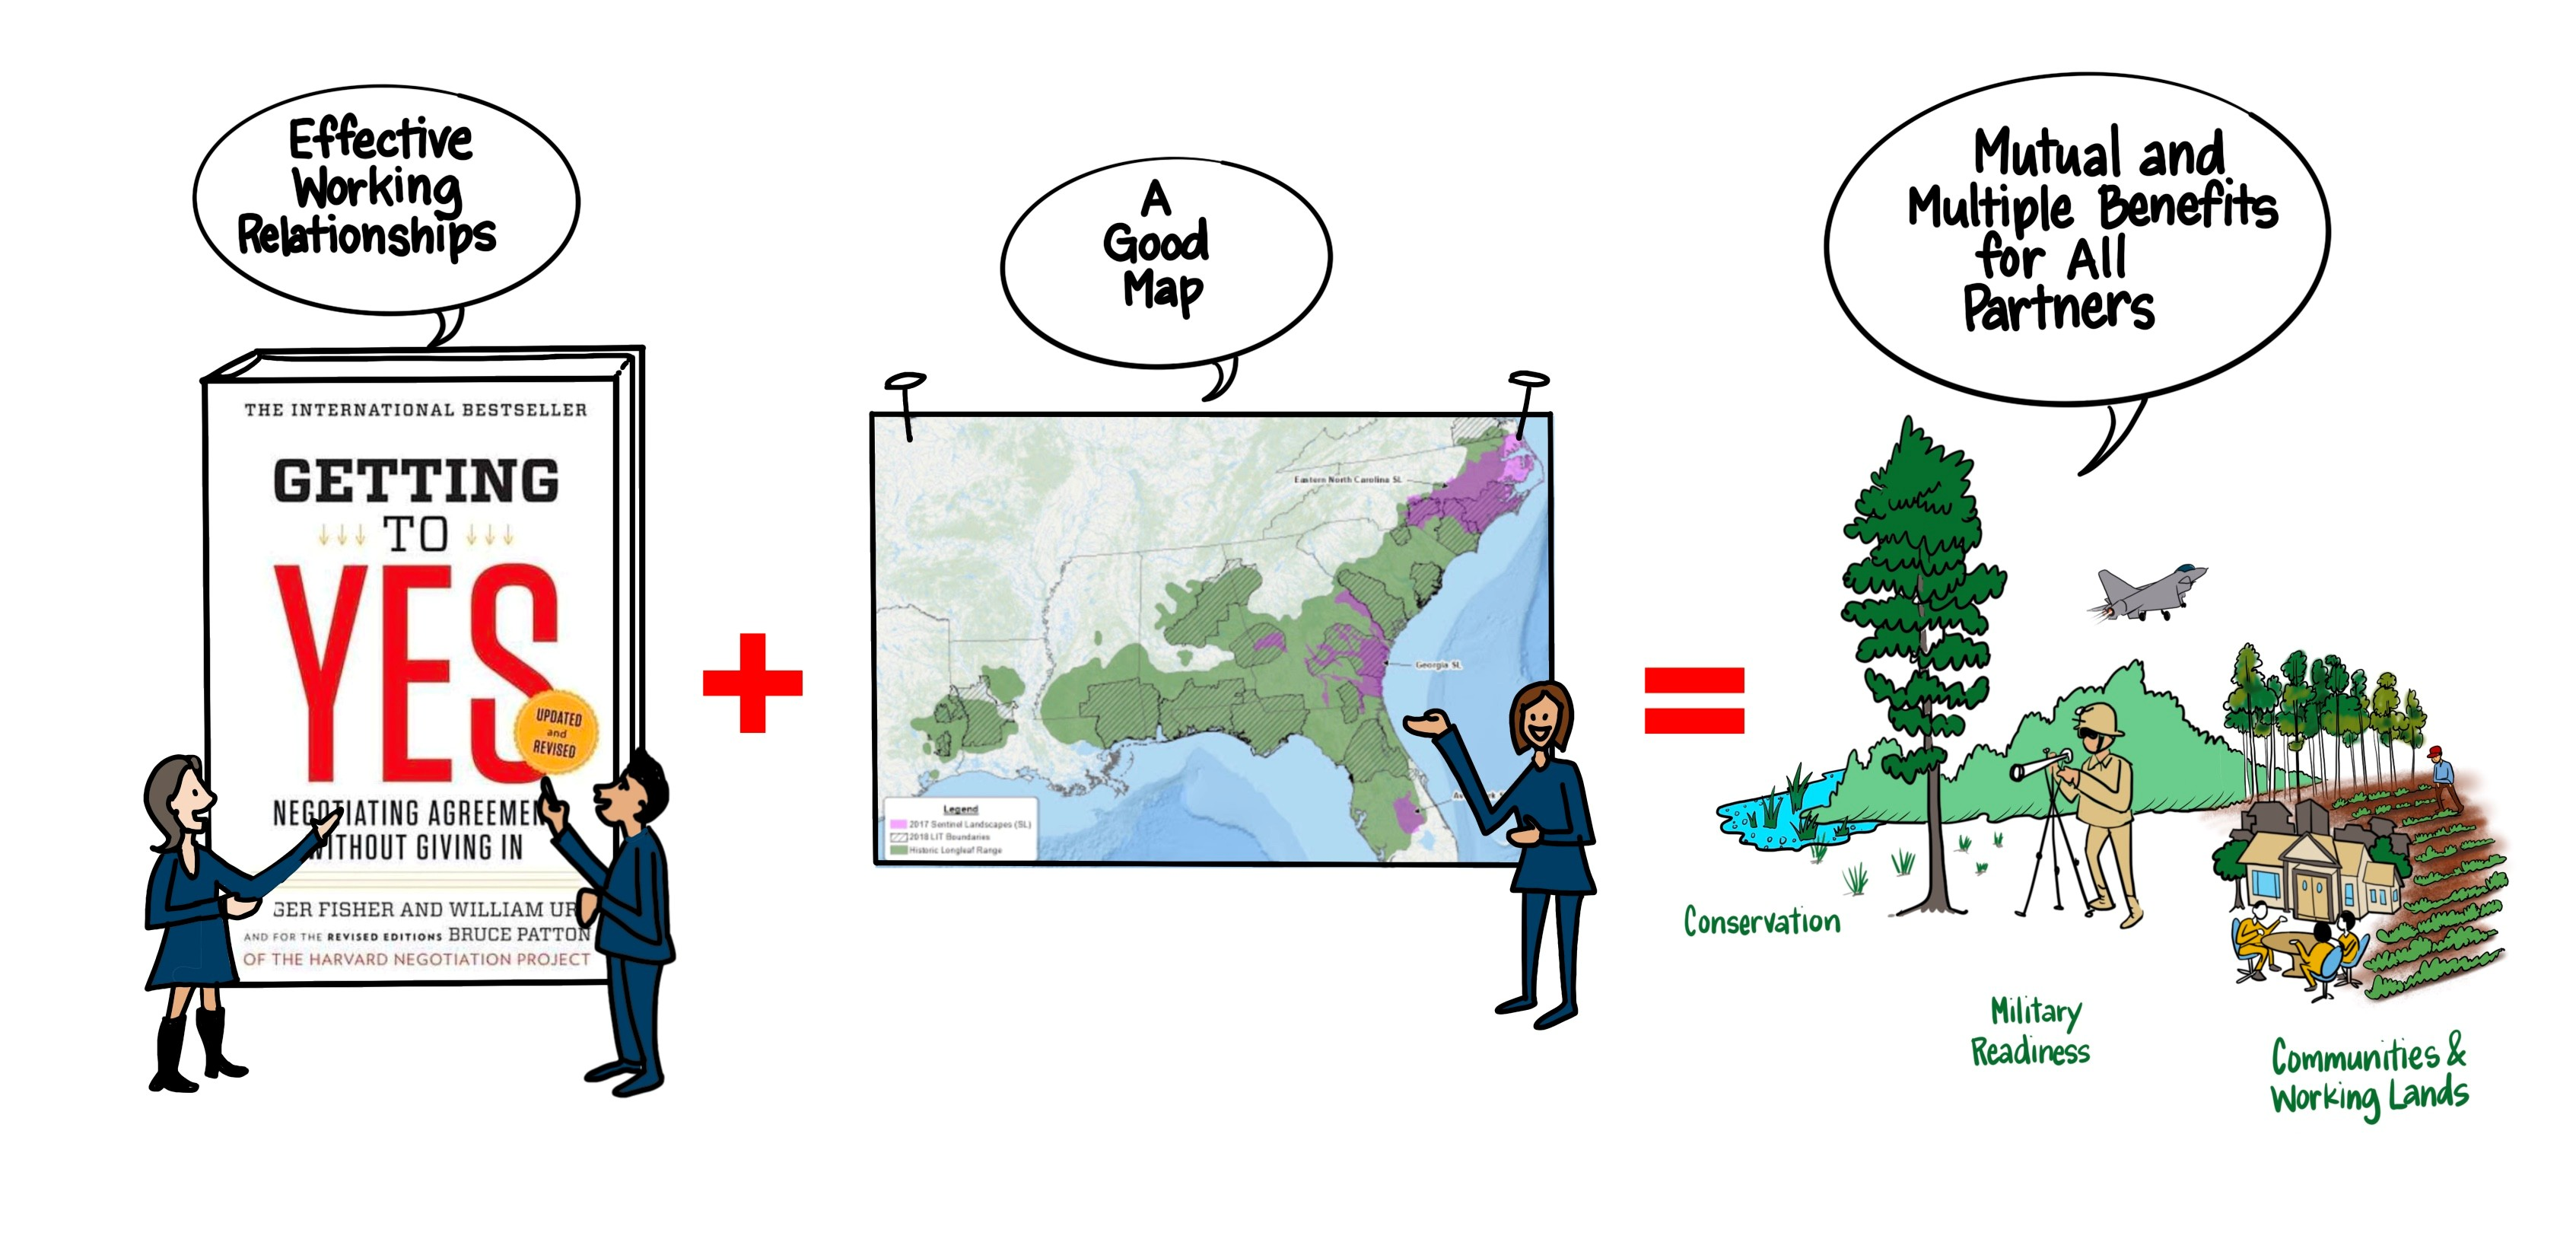 Effective
Working
Relationships
THE INTERNATIONAL BESTSELLER
GETTING
TO
YES
UPDATED
and
REVISED
NEGOTIATING AGREEMEN
WITHOUT GIVING IN
GER FISHER AND WILLIAM UR
AND FOR THE REVISED EDITIONS BRUCE PATTON
OF THE HARVARD NEGOTIATION PROJECT
+
A
Good
Map
Eastern North Carolina SL
Georgia SL
Legend
2017 Sentinel Landscapes (SL)
2018 LIT Boundaries
Historic Longleaf Range
=
Mutual and
Multiple Benefits
for All
Partners
Conservation
Military
Readiness
Communities &
Working Lands